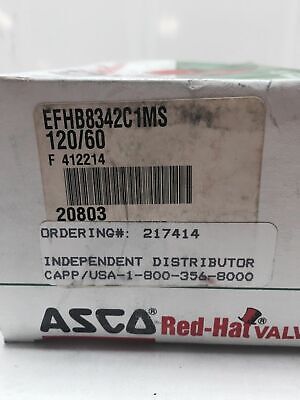 EFHB8342C1MS
120/60
F 412214
20803
ORDERING#: 217414
INDEPENDENT DISTRIBUTOR
CAPP/USA-1-800-356-8000
ASCO® Red-Hat VALV